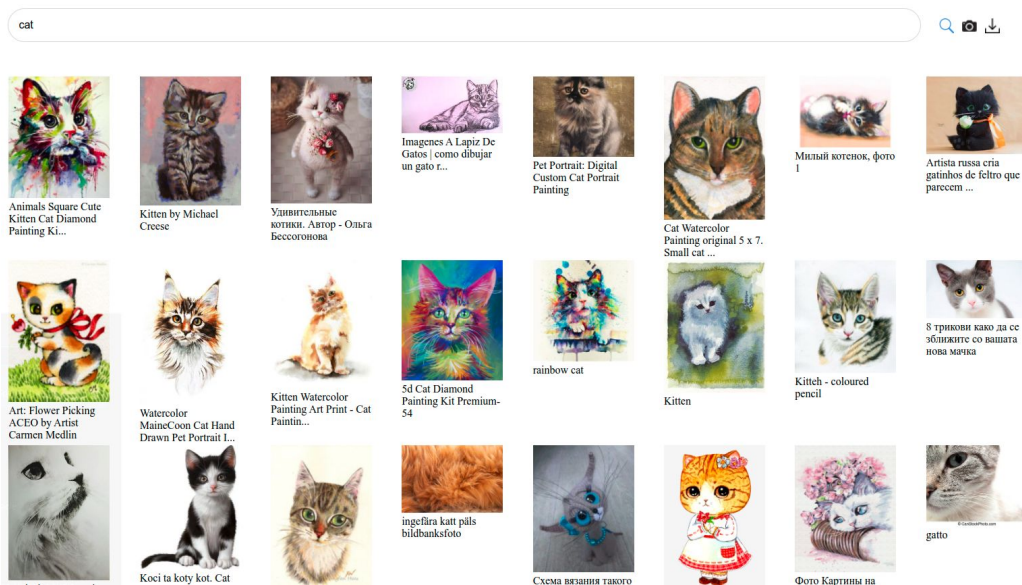 cat
Animals Square Cute
Kitten Cat Diamond
Painting Ki...
Kitten by Michael
Creese
Удивительные
котики. Автор - Ольга
Бессогонова
Imagenes A Lapiz De
Gatos | como dibujar
un gato r...
Pet Portrait: Digital
Custom Cat Portrait
Painting
Cat Watercolor
Painting original 5 x 7.
Small cat ...
Милый котенок, фото
1
Artista russa cria
gatinhos de feltro que
parecem ...
Art: Flower Picking
ACEO by Artist
Carmen Medlin
Watercolor
MaineCoon Cat Hand
Drawn Pet Portrait I...
Kitten Watercolor
Painting Art Print - Cat
Paintin...
5d Cat Diamond
Painting Kit Premium-
54
rainbow cat
Kitten
Kitteh - coloured
pencil
8 трикови како да се
зближите со вашата
нова мачка
Koci ta koty kot. Cat
ingefära katt päls
bildbanksfoto
Схема вязания такого
Фото Картины на
gatto